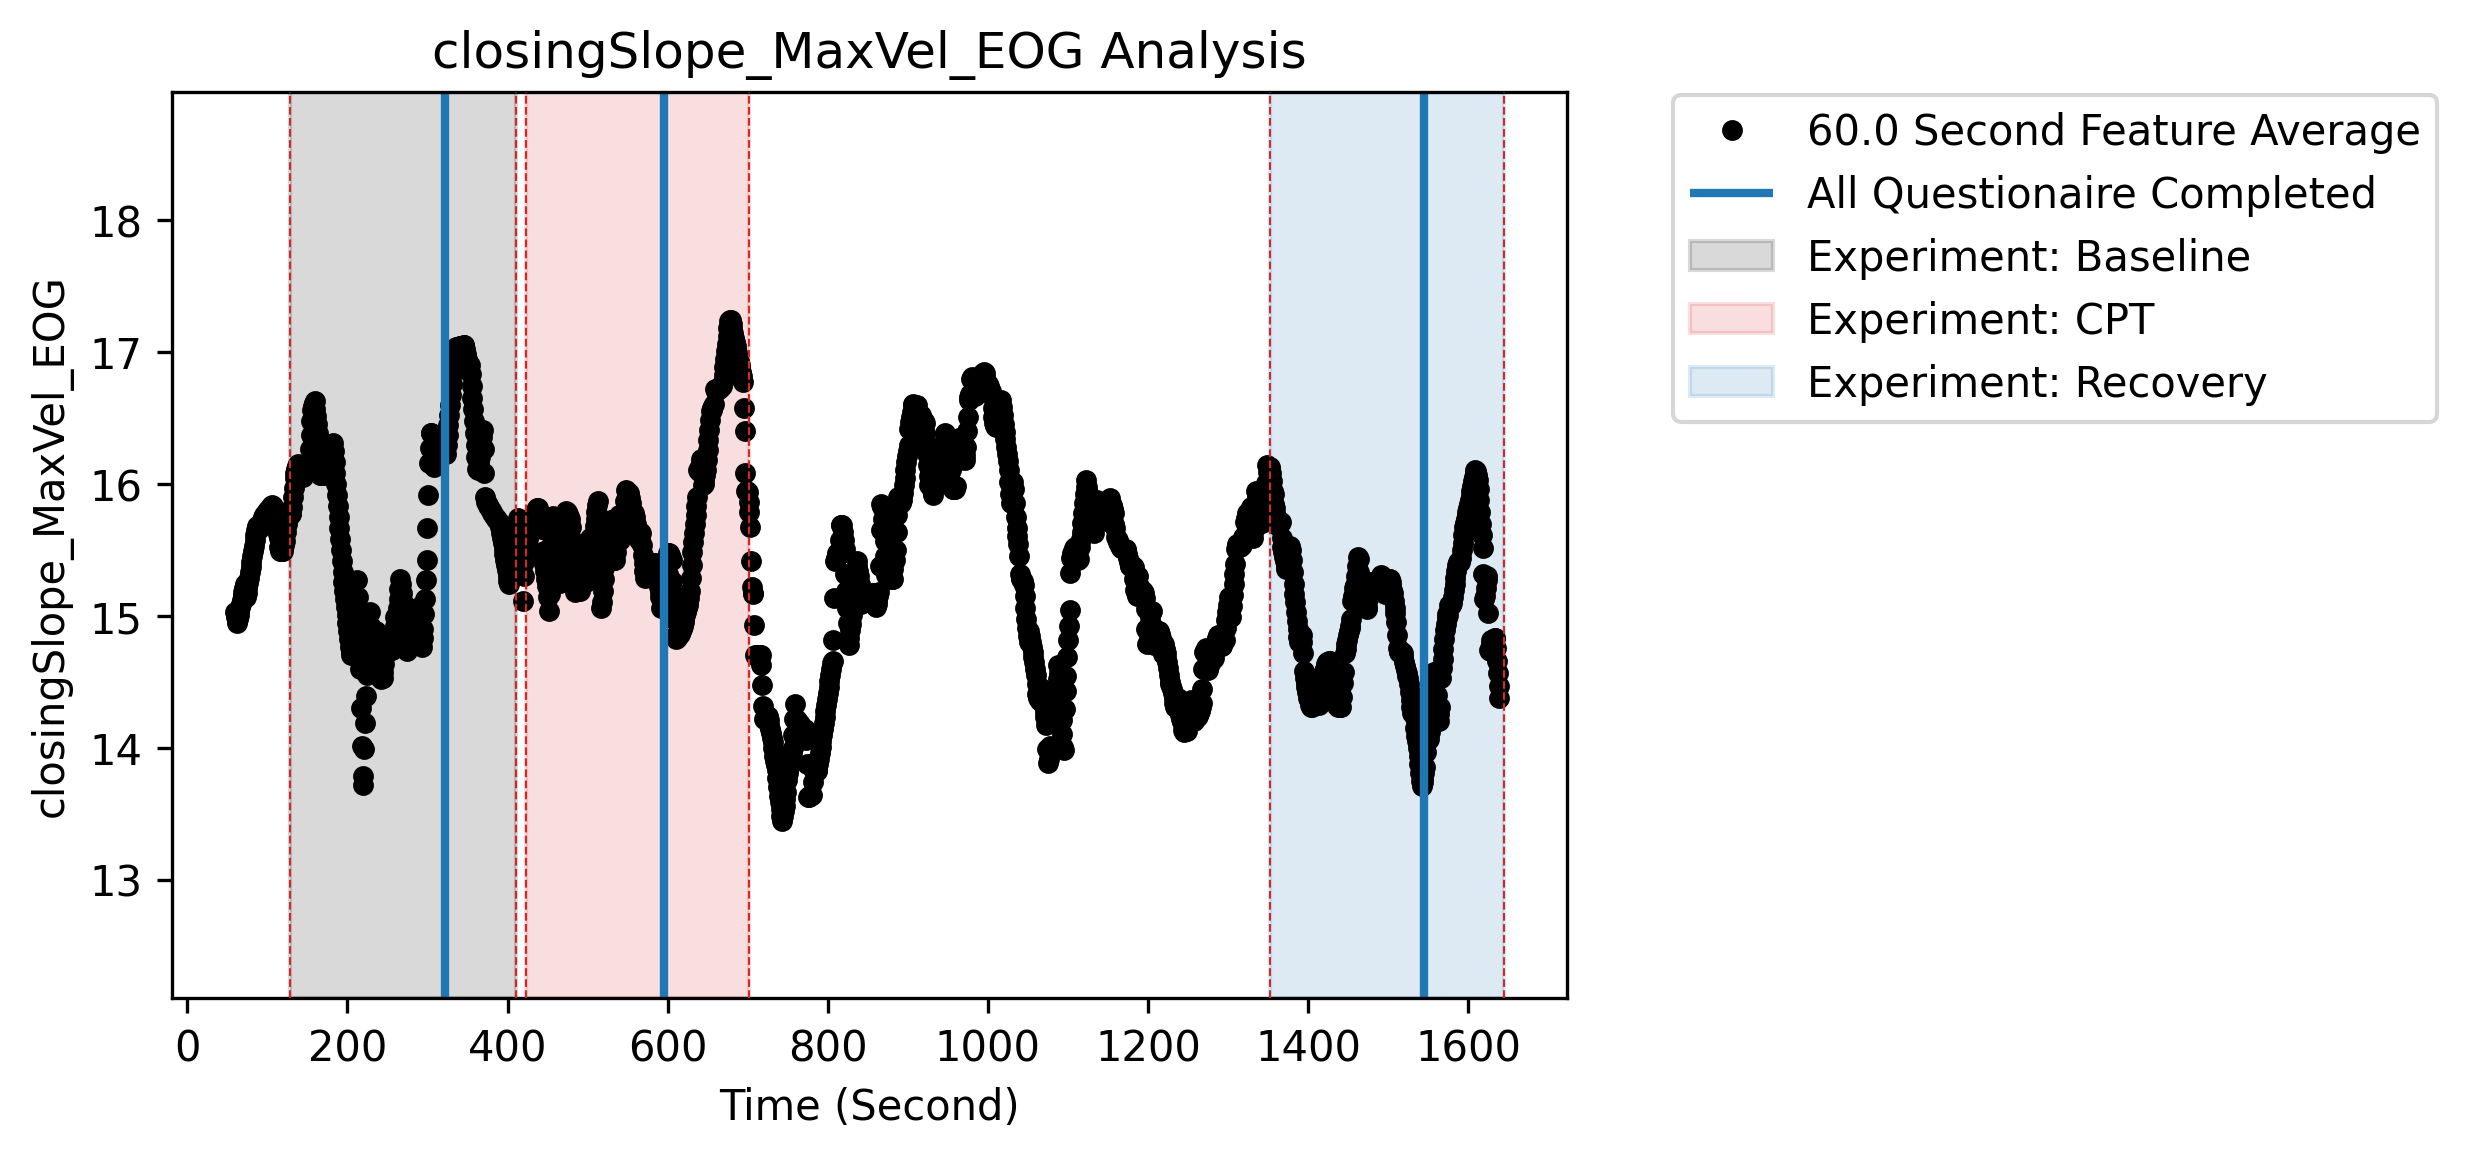 closingSlope_MaxVel_EOG Analysis
closingSlope_MaxVel_EOG
18
17
16
15
14
13
0 200 400 600 800 1000 1200 1400 1600
Time (Second)
60.0 Second Feature Average
All Questionaire Completed
Experiment: Baseline
Experiment: CPT
Experiment: Recovery